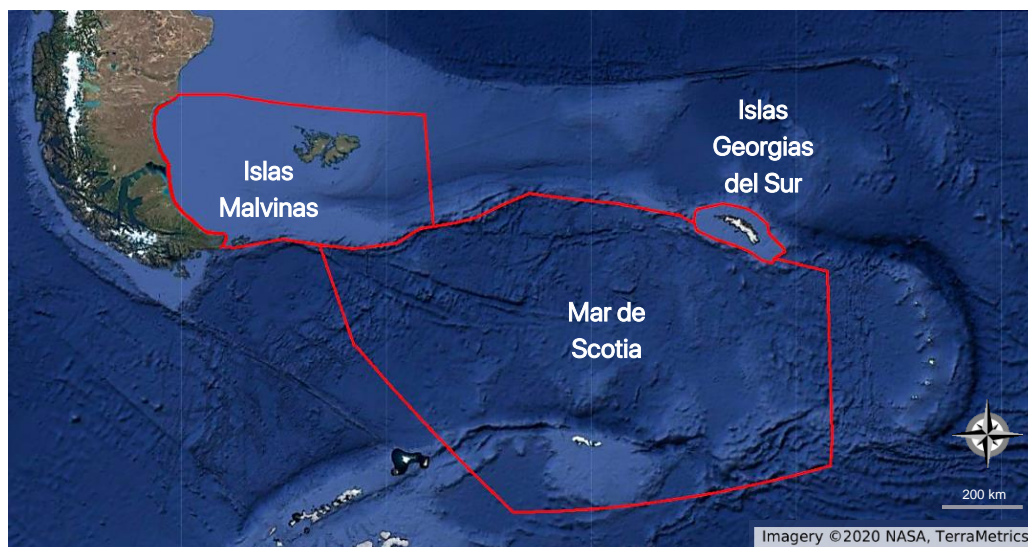 Islas
Georgias
del Sur
Islas
Malvinas
Mar de
Scotia
200 km
Imagery ©2020 NASA, TerraMetrics